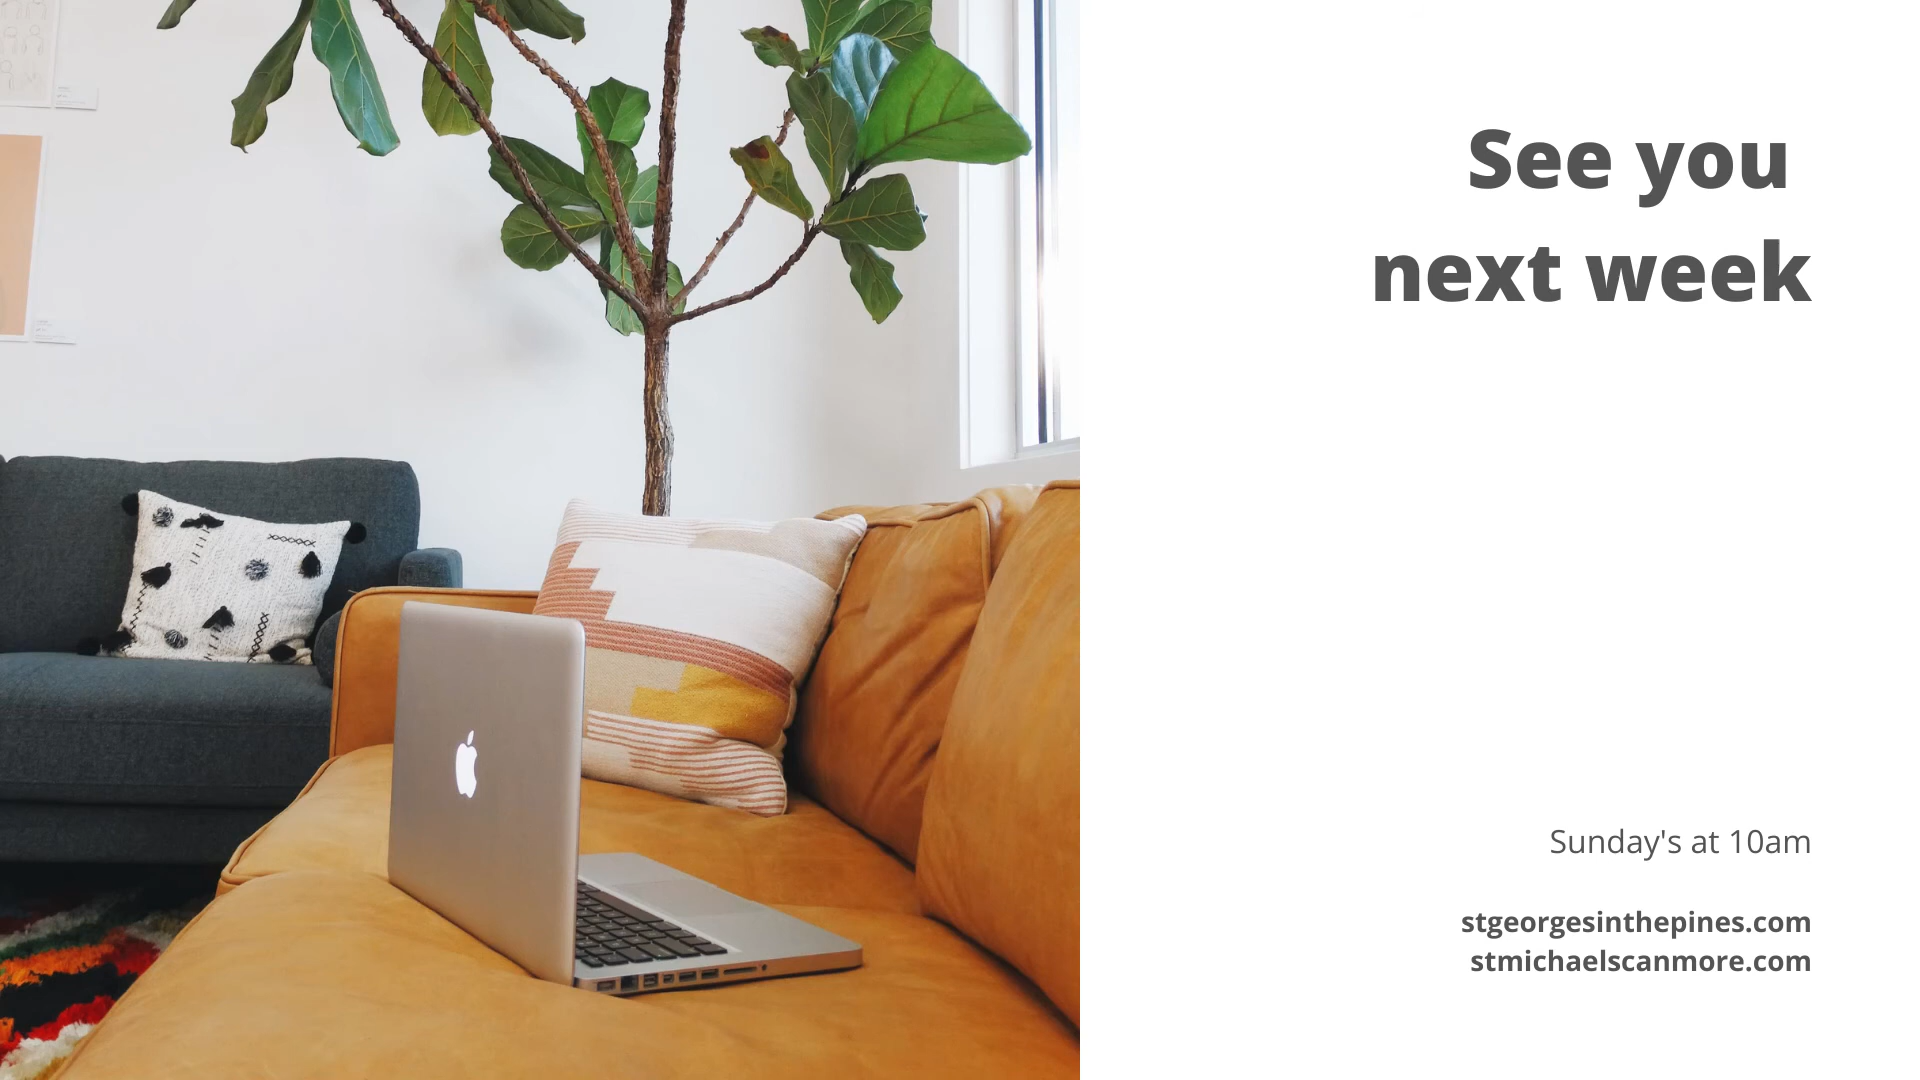 See you
next week
Sunday's at 10am
stgeorgesinthepines.com
stmichaelscanmore.com